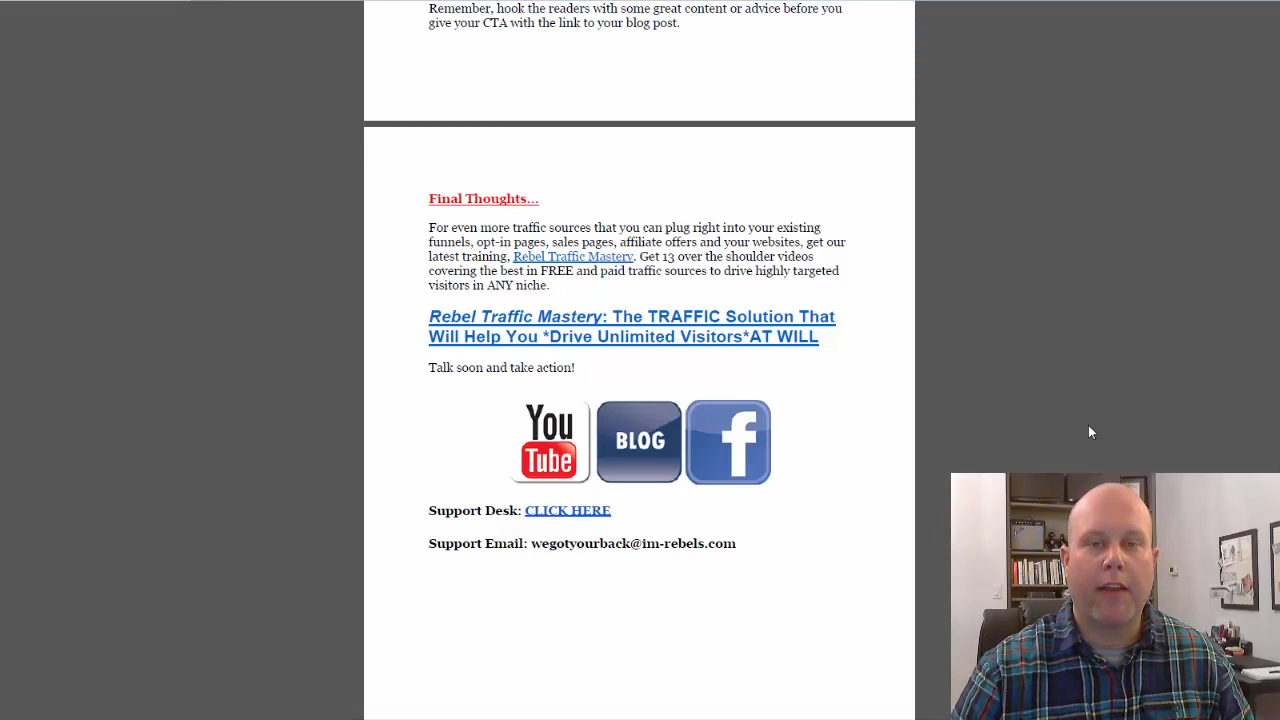 Remember, hook the readers with some great content or advice before you
give your CTA with the link to your blog post.
Final Thoughts...
For even more traffic sources that you can plug right into your existing
funnels, opt-in pages, sales pages, affiliate offers and your websites, get our
latest training, Rebel Traffic Mastery. Get 13 over the shoulder videos
covering the best in FREE and paid traffic sources to drive highly targeted
visitors in ANY niche.
Rebel Traffic Mastery: The TRAFFIC Solution That
Will Help You *Drive Unlimited Visitors*AT WILL
Talk soon and take action!
You
Tube
BLOG
f
Support Desk: CLICK HERE
Support Email: wegotyourback@im-rebels.com